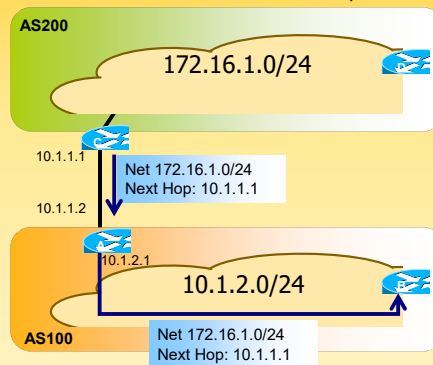 AS200
172.16.1.0/24
D
C
10.1.1.1
Net 172.16.1.0/24
Next Hop: 10.1.1.1
10.1.1.2
A
10.1.2.1
10.1.2.0/24
B
Net 172.16.1.0/24
Next Hop: 10.1.1.1
AS100